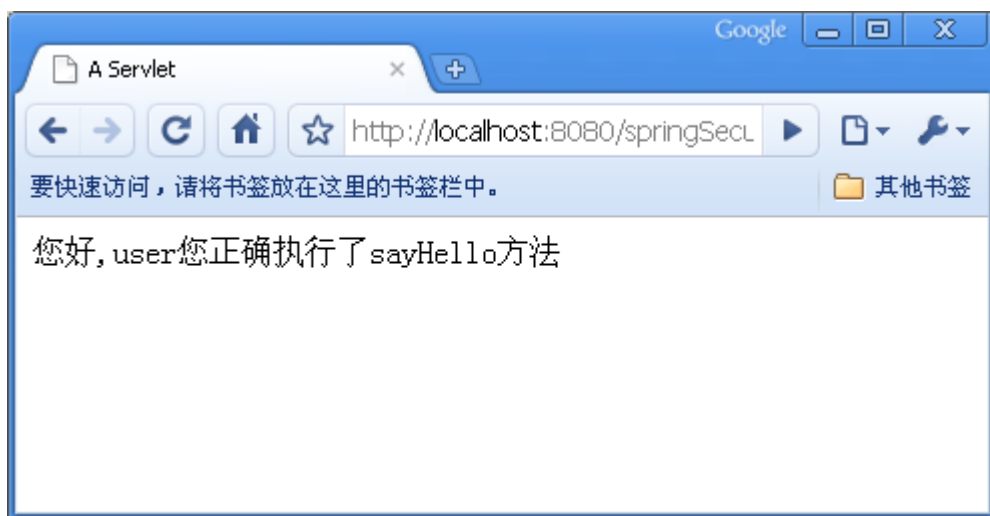 Google
A Servlet
http://localhost:8080/springSecu
要快速访问，请将书签放在这里的书签栏中。
其他书签
您好,user您正确执行了sayHello方法